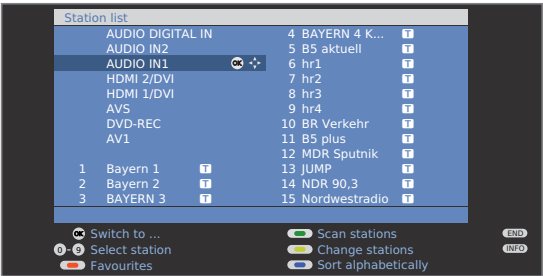 Station list
AUDIO DIGITAL IN
AUDIO IN2
AUDIO IN1 OK
HDMI 2/DVI
HDMI 1/DVI
AVS
DVD-REC
AV1
1 Bayern 1 T
2 Bayern 2 T
3 BAYERN 3 T
4 BAYERN 4 K... T
5 B5 aktuell T
6 hr1 T
7 hr2 T
8 hr3 T
9 hr4 T
10 BR Verkehr T
11 B5 plus T
12 MDR Sputnik T
13 JUMP T
14 NDR 90,3 T
15 Nordwestradio T
OK Switch to ...
0-9 Select station
Favourites
Scan stations
Change stations
Sort alphabetically
END
INFO